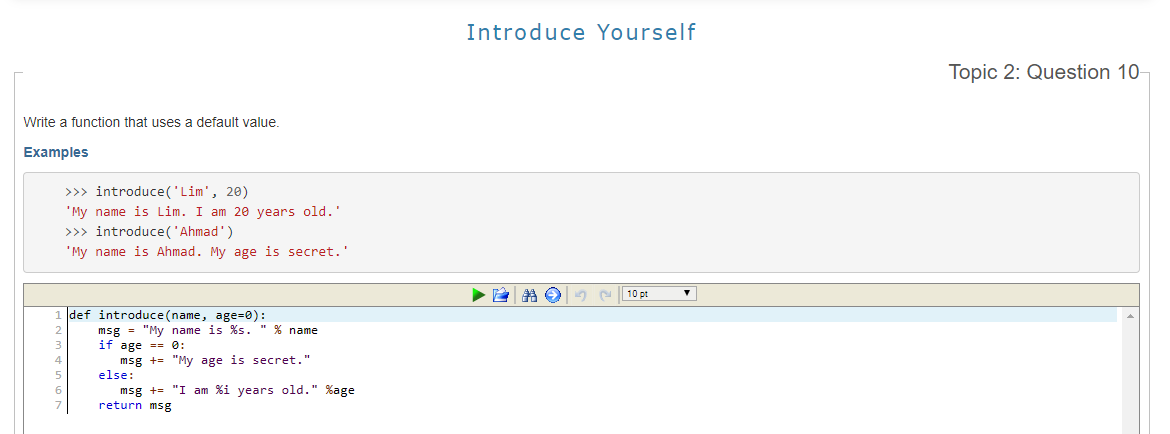 Introduce Yourself
Topic 2: Question 10
Write a function that uses a default value.
Examples
>>> introduce('Lim', 20)
'My name is Lim. I am 20 years old.'
>>> introduce('Ahmad')
'My name is Ahmad. My age is secret.'
10 pt
1 def introduce(name, age=0):
2     msg = "My name is %s. " % name
3     if age == 0:
4        msg += "My age is secret."
5     else:
6        msg += "I am %i years old." %age
7     return msg